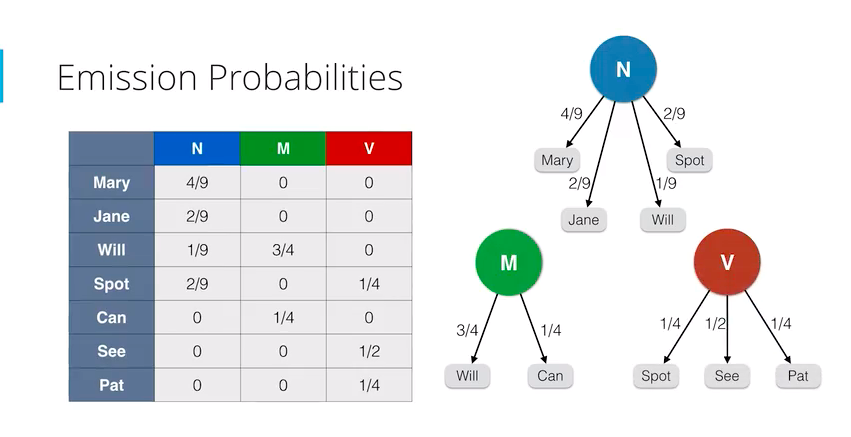 Emission Probabilities
N M V
Mary 4/9 0 0
Jane 2/9 0 0
Will 1/9 3/4 0
Spot 2/9 0 1/4
Can 0 1/4 0
See 0 0 1/2
Pat 0 0 1/4
N
4/9 2/9
Mary Spot
2/9 1/9
Jane Will
M V
3/4 1/4 1/4 1/2 1/4
Will Can Spot See Pat